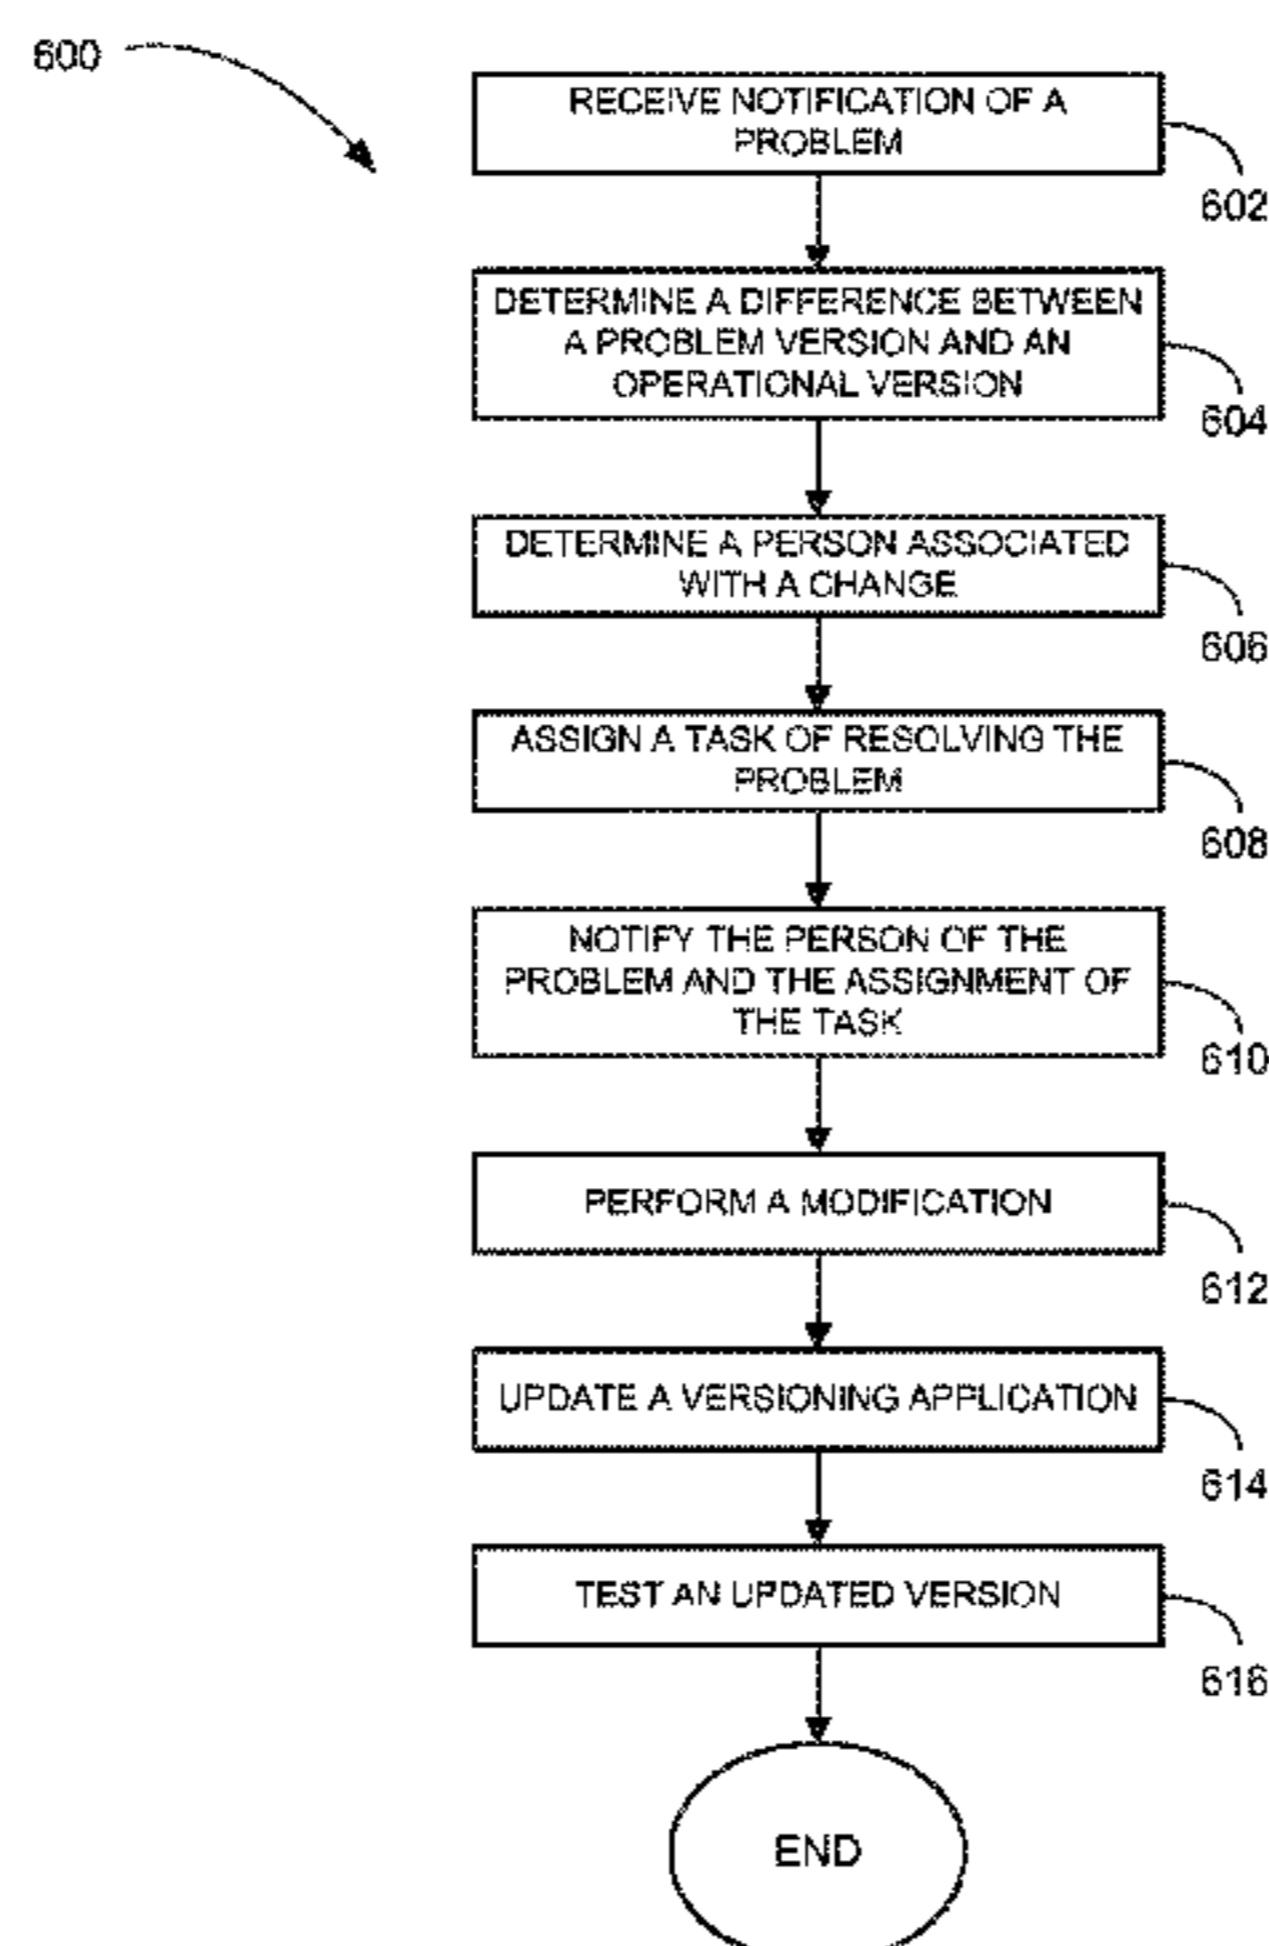 600
RECEIVE NOTIFICATION OF A
PROBLEM
602
DETERMINE A DIFFERENCE BETWEEN
A PROBLEM VERSION AND AN
OPERATIONAL VERSION
604
DETERMINE A PERSON ASSOCIATED
WITH A CHANGE
606
ASSIGN A TASK OF RESOLVING THE
PROBLEM
608
NOTIFY THE PERSON OF THE
PROBLEM AND THE ASSIGNMENT OF
THE TASK
610
PERFORM A MODIFICATION
612
UPDATE A VERSIONING APPLICATION
614
TEST AN UPDATED VERSION
616
END